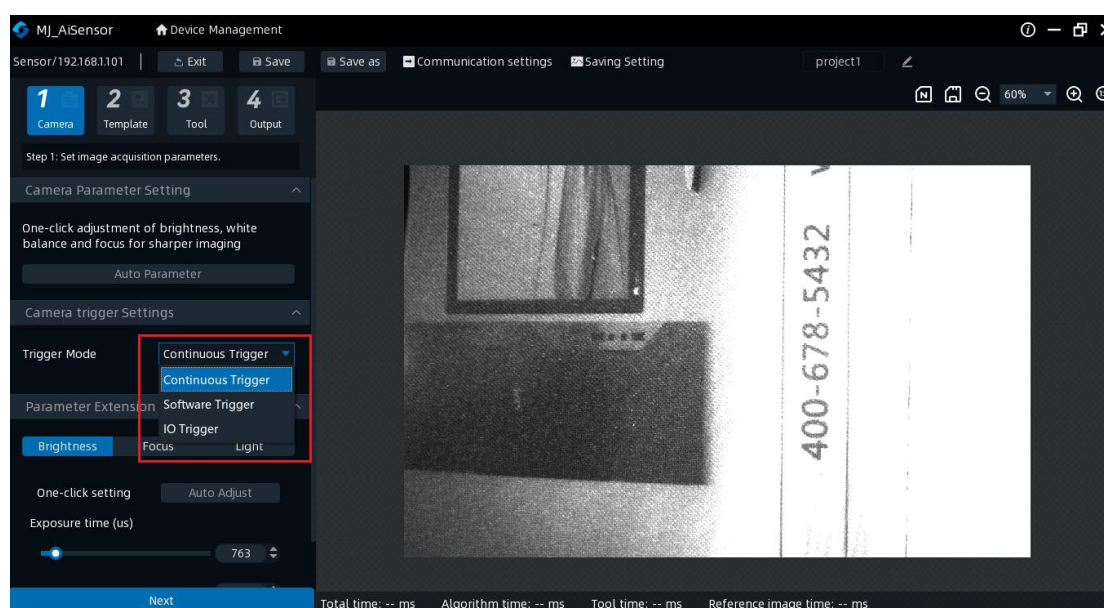 MJ_AiSensor Device Management
Sensor/192.168.1.101 Exit Save Save as Communication settings Saving Setting project1
1 2 3 4
Camera Template Tool Output
60%
Step 1: Set image acquisition parameters.
Camera Parameter Setting
One-click adjustment of brightness, white
balance and focus for sharper imaging
Auto Parameter
Camera trigger Settings
Trigger Mode Continuous Trigger
Continuous Trigger
Parameter Extension Software Trigger
IO Trigger
Brightness Focus Light
One-click setting Auto Adjust
Exposure time (us)
763
Next
400-678-5432
Total time: -- ms Algorithm time: -- ms Tool time: -- ms Reference image time: -- ms